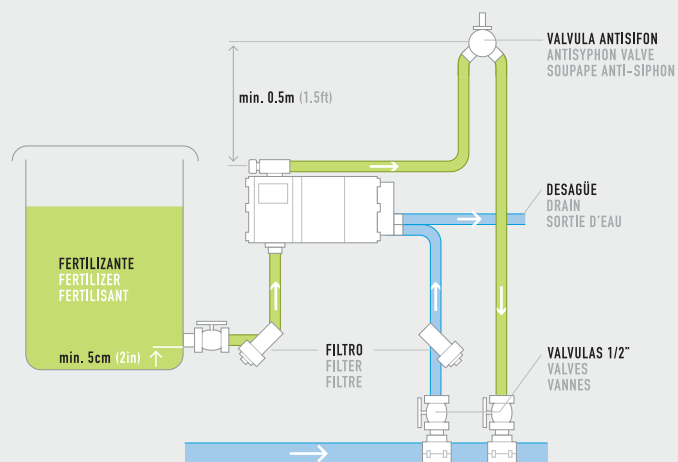 VALVULA ANTISIFON
ANTISYPHON VALVE
SOUPAPE ANTI-SIPHON
min. 0.5m (1.5ft)
DESAGÜE
DRAIN
SORTIE D'EAU
FERTILIZANTE
FERTILIZER
FERTILISANT
min. 5cm (2in)
FILTRO
FILTER
FILTRE
VALVULAS 1/2"
VALVES
VANNES